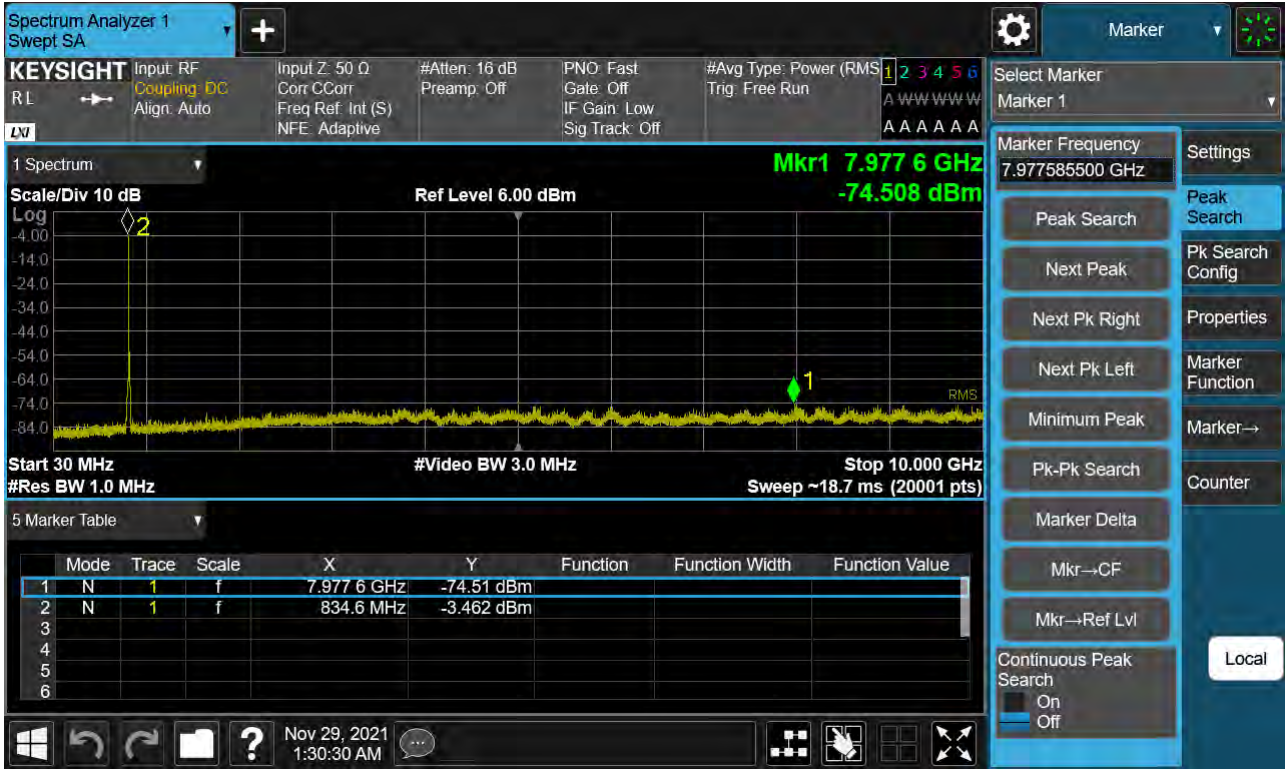 Spectrum Analyzer 1
Swept SA
Marker
KEYSIGHT
RL
LXI
Input: RF
Coupling: DC
Align: Auto
Input Z: 50 Ω
Corr CCorr
Freq Ref: Int (S)
NFE: Adaptive
#Atten: 16 dB
Preamp: Off
PNO: Fast
Gate: Off
IF Gain: Low
Sig Track: Off
#Avg Type: Power (RMS
Trig: Free Run
1 2 3 4 5 6
A W W W W W
A A A A A A
Select Marker
Marker 1
1 Spectrum
Mkr1 7.977 6 GHz
-74.508 dBm
Scale/Div 10 dB
Ref Level 6.00 dBm
Log
-4.00
-14.0
-24.0
-34.0
-44.0
-54.0
-64.0
-74.0
-84.0
2
1
RMS
Start 30 MHz
#Video BW 3.0 MHz
Stop 10.000 GHz
#Res BW 1.0 MHz
Sweep ~18.7 ms (20001 pts)
5 Marker Table
Mode Trace Scale X Y Function Function Width Function Value
1 N 1 f 7.977 6 GHz -74.51 dBm
2 N 1 f 834.6 MHz -3.462 dBm
3
4
5
6
Marker Frequency
7.977585500 GHz
Peak Search
Next Peak
Next Pk Right
Next Pk Left
Minimum Peak
Pk-Pk Search
Marker Delta
Mkr→CF
Mkr→Ref Lvl
Continuous Peak
Search
On
Off
Settings
Peak
Search
Pk Search
Config
Properties
Marker
Function
Marker→
Counter
Local
?
Nov 29, 2021
1:30:30 AM